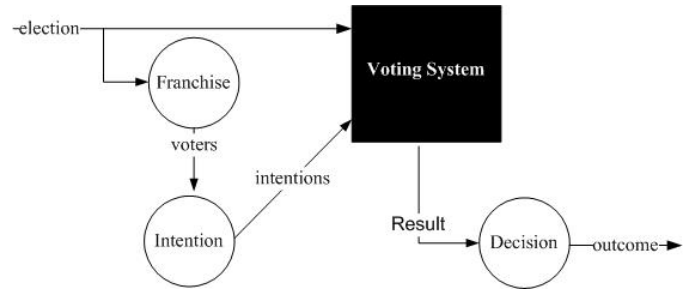 election
Voting System
Franchise
voters
intentions
Intention
Result
Decision
outcome